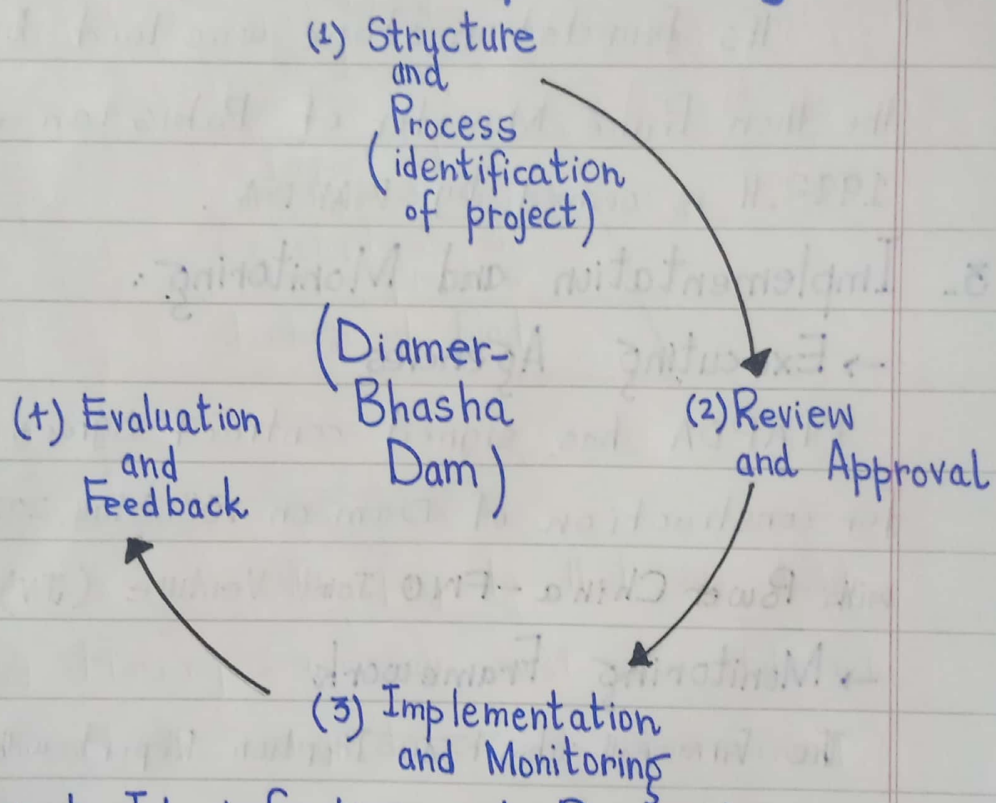 (1) Structure
and
Process
(identification
of project)
(Diamer-
Bhasha
Dam)
(2) Review
and Approval
(3) Implementation
and Monitoring
(4) Evaluation
and
Feedback